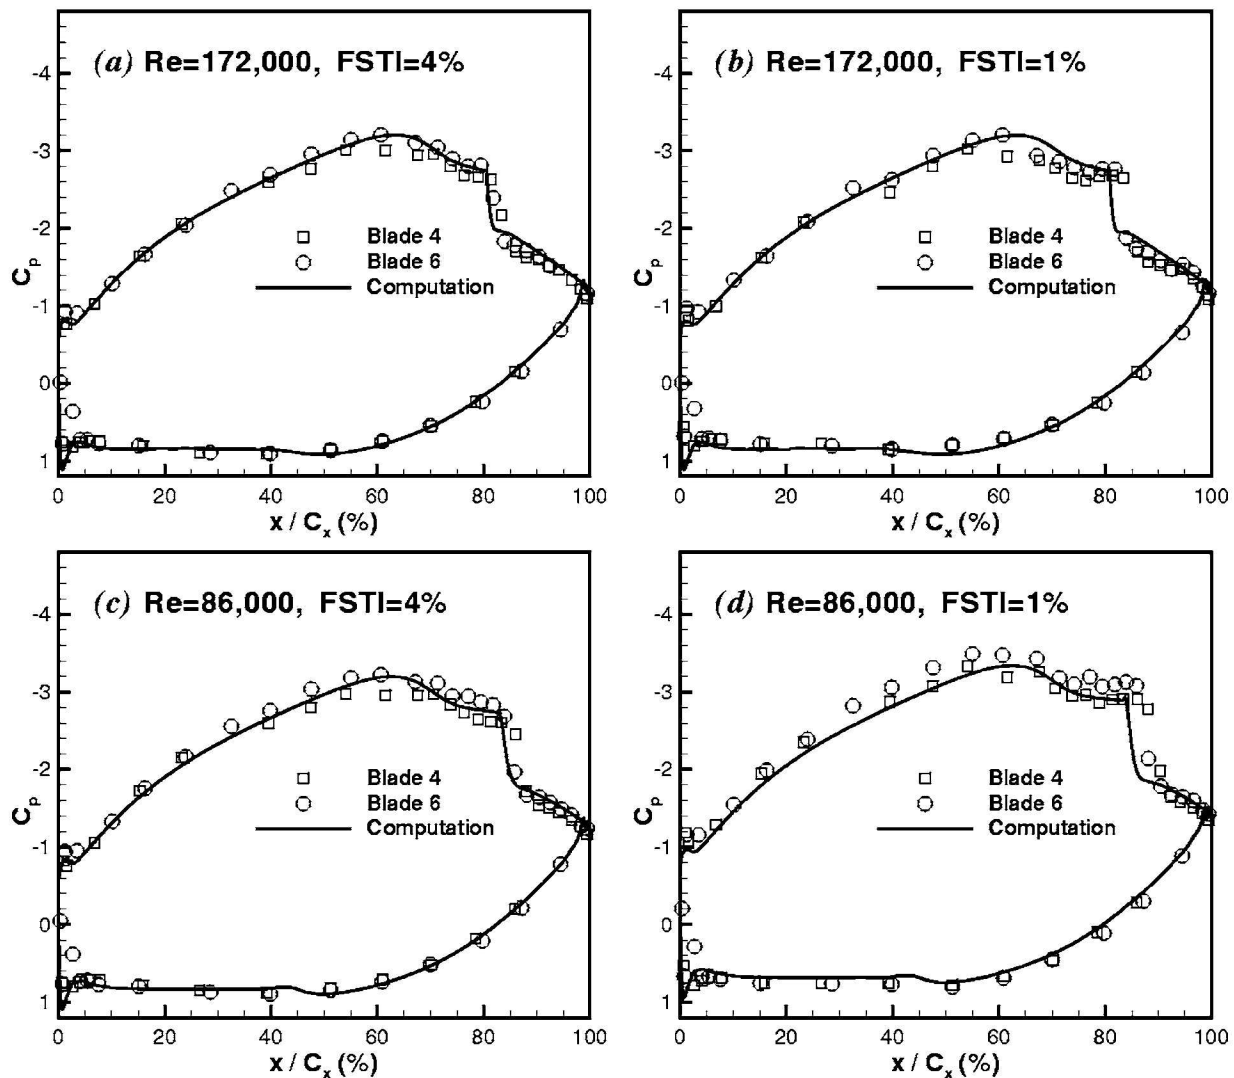 (a) Re=172,000, FSTI=4%
-4
-3
-2
-1
0
1
Cp
Blade 4
Blade 6
Computation
0 20 40 60 80 100
x / Cx (%)
(b) Re=172,000, FSTI=1%
-4
-3
-2
-1
0
1
Cp
Blade 4
Blade 6
Computation
0 20 40 60 80 100
x / Cx (%)
(c) Re=86,000, FSTI=4%
-4
-3
-2
-1
0
1
Cp
Blade 4
Blade 6
Computation
0 20 40 60 80 100
x / Cx (%)
(d) Re=86,000, FSTI=1%
-4
-3
-2
-1
0
1
Cp
Blade 4
Blade 6
Computation
0 20 40 60 80 100
x / Cx (%)